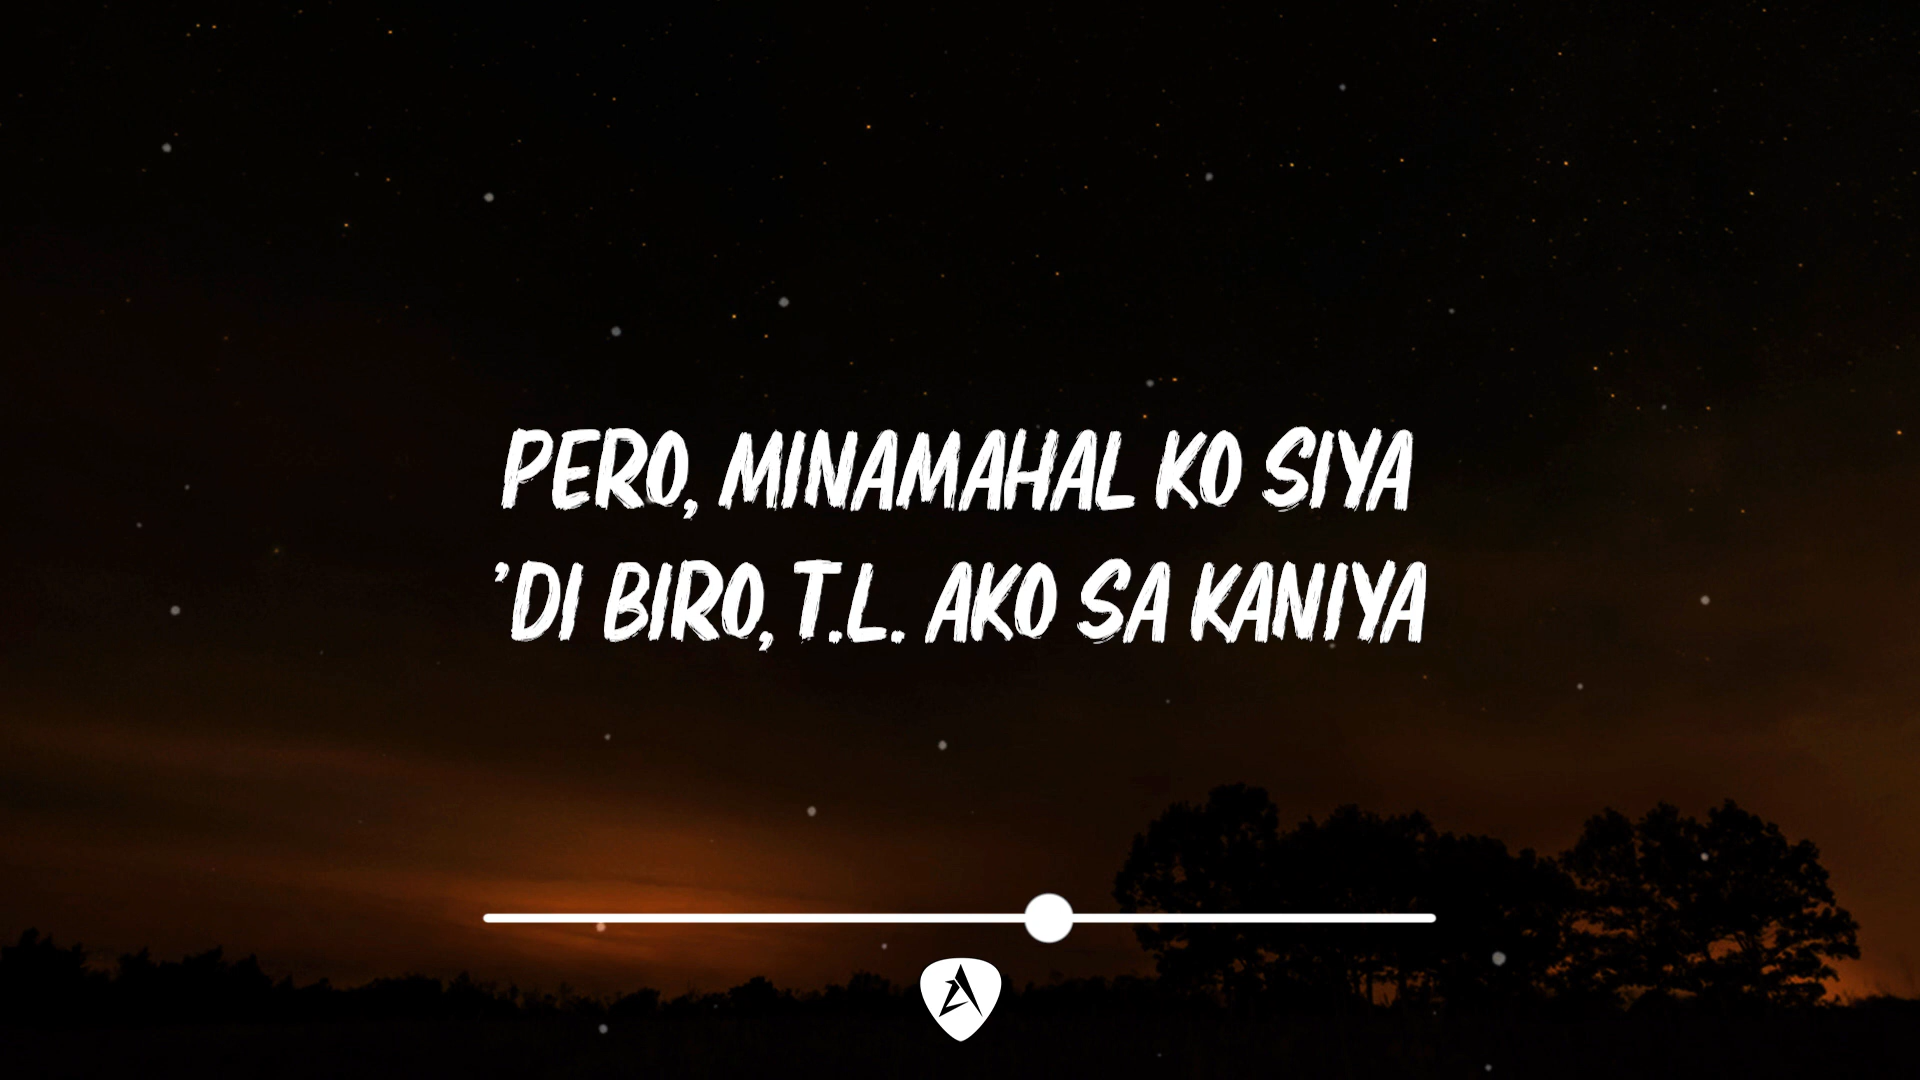 PERO, MINAMAHAL KO SIYA
'DI BIRO, T.L. AKO SA KANIYA